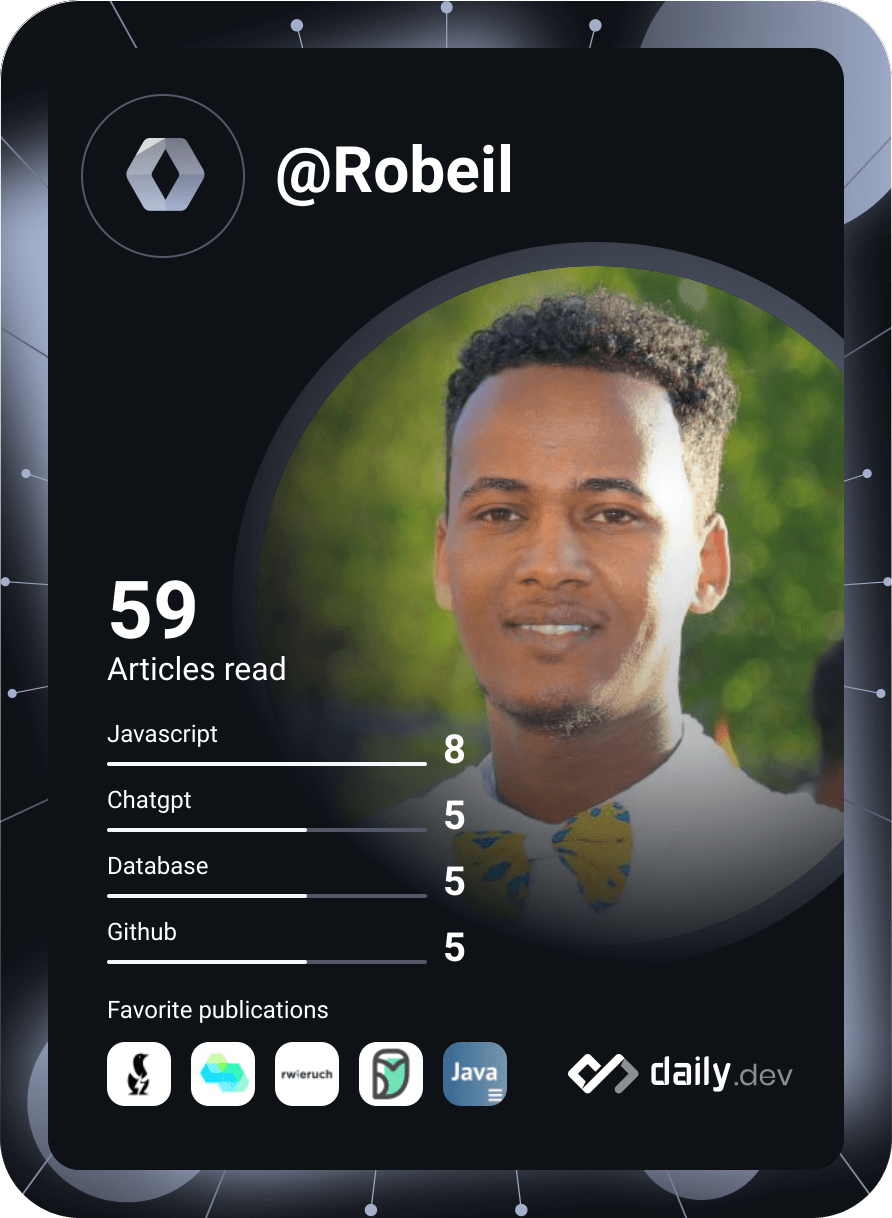 @Robeil
59
Articles read
Javascript 8
Chatgpt 5
Database 5
Github 5
Favorite publications
rwieruch
Java
daily.dev